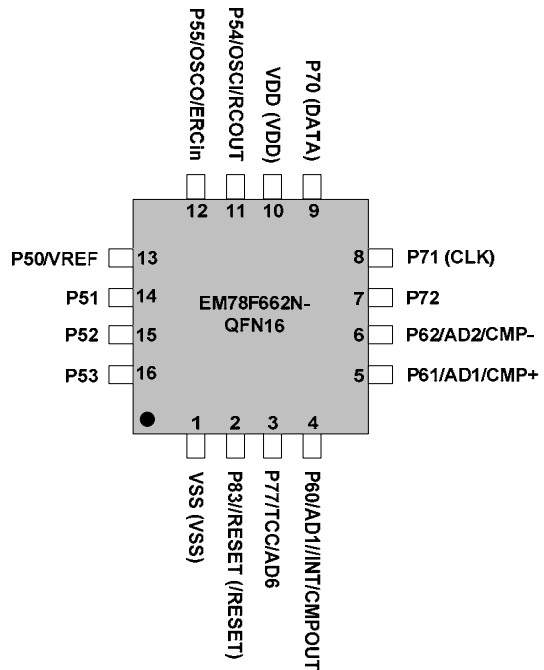 P55/OSCO/ERCin
P54/OSCI/RCOUT
VDD (VDD)
P70 (DATA)
12
11
10
9
P50/VREF
13
8
P71 (CLK)
P51
14
EM78F662N-
QFN16
7
P72
P52
15
6
P62/AD2/CMP-
P53
16
5
P61/AD1/CMP+
1
2
3
4
VSS (VSS)
P83//RESET (/RESET)
P77/TCC/AD6
P60/AD1//INT/CMPOUT